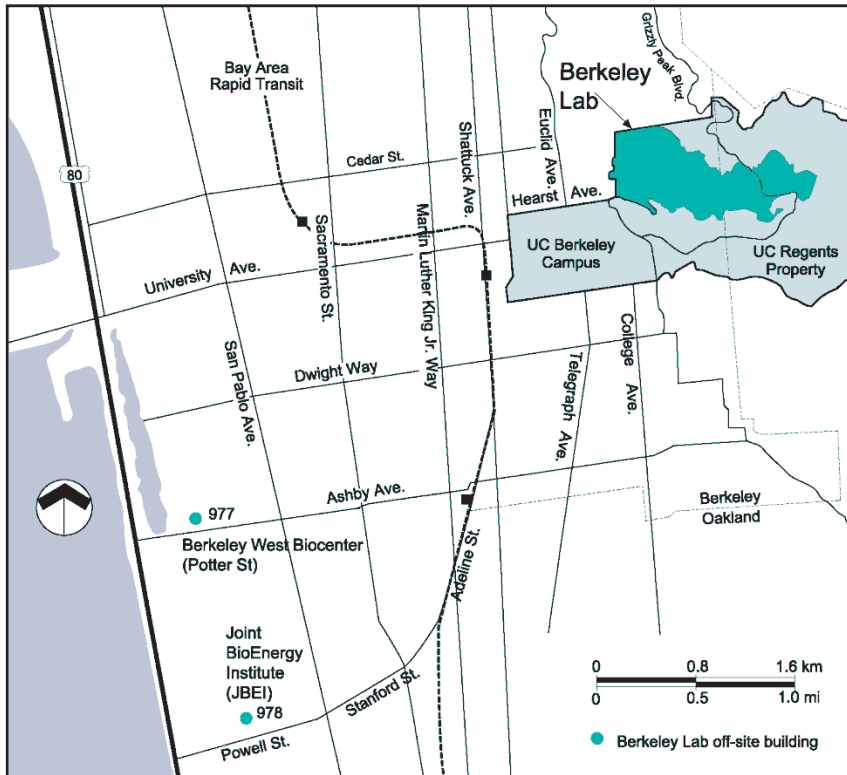 Bay Area
Rapid Transit
Grizzly Peak Blvd.
Berkeley
Lab
80
Cedar St.
Shattuck Ave.
Euclid Ave.
Hearst Ave.
Sacramento St.
Martin Luther King Jr. Way
UC Berkeley
Campus
UC Regents
Property
University Ave.
San Pablo Ave.
Dwight Way
Telegraph Ave.
College Ave.
Ashby Ave.
977
Berkeley
Oakland
Berkeley West Biocenter
(Potter St)
Adeline St.
Joint
BioEnergy
Institute
(JBEI)
978
Stanford St.
Powell St.
0 0.8 1.6 km
0 0.5 1.0 mi
Berkeley Lab off-site building